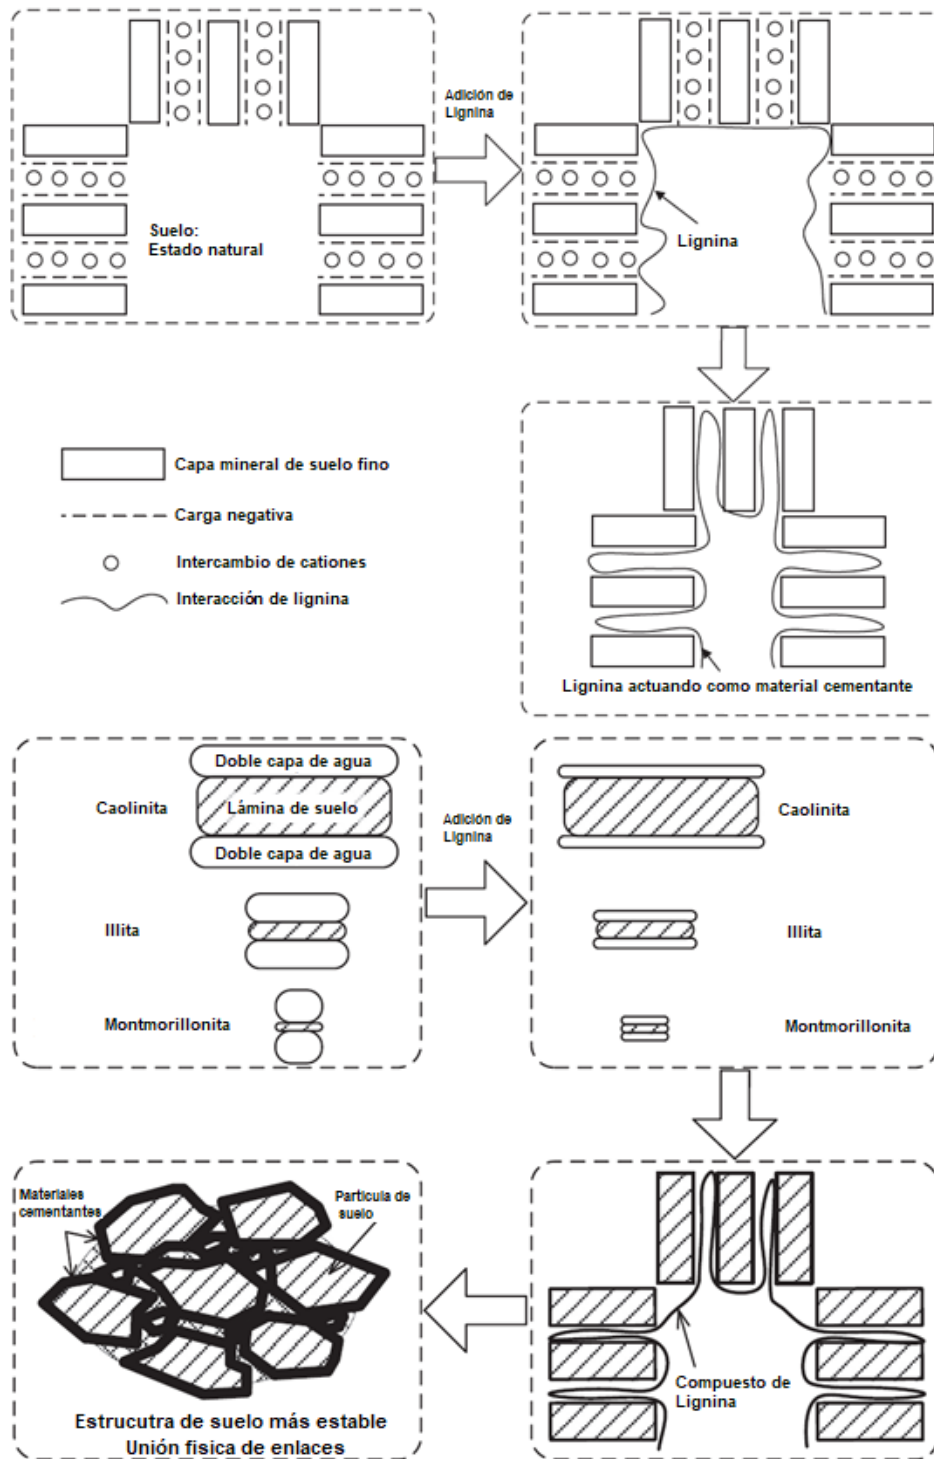 Adición de
Lignina
Suelo:
Estado natural
Lignina
Capa mineral de suelo fino
Carga negativa
Intercambio de cationes
Interacción de lignina
Lignina actuando como material cementante
Doble capa de agua
Caolinita
Lámina de suelo
Doble capa de agua
Illita
Montmorillonita
Adición de
Lignina
Caolinita
Illita
Montmorillonita
Materiales
cementantes
Particula de
suelo
Estrucutra de suelo más estable
Unión fisica de enlaces
Compuesto de
Lignina